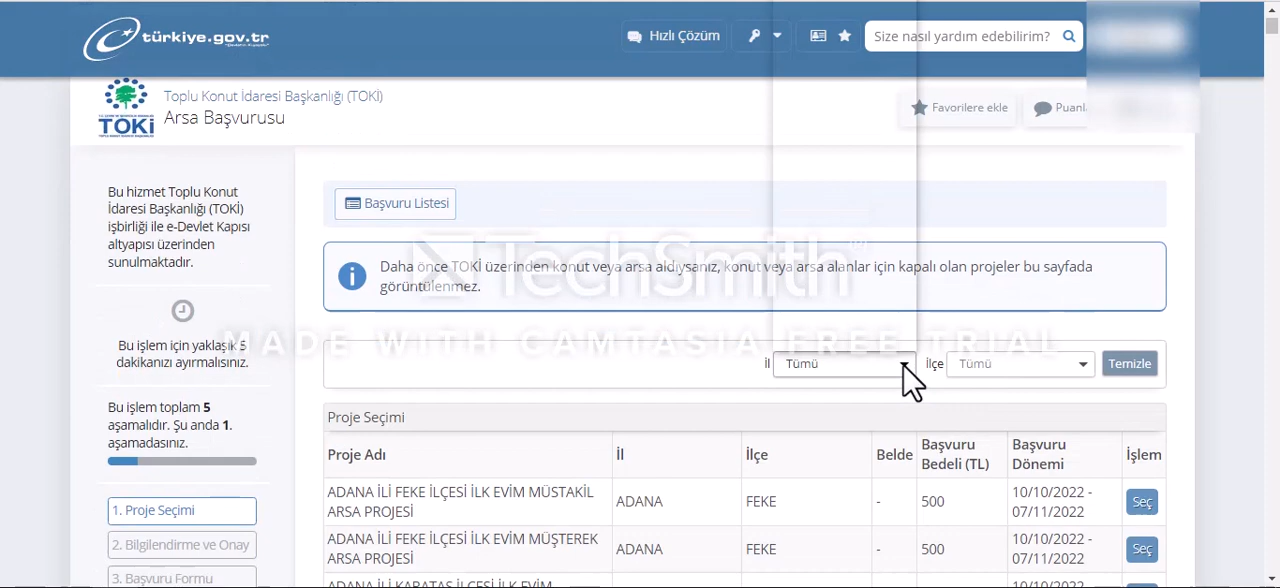 türkiye.gov.tr
Hızlı Çözüm
Size nasıl yardım edebilirim?
Toplu Konut İdaresi Başkanlığı (TOKİ)
Arsa Başvurusu
TOKİ
Favorilere ekle
Puanla
Bu hizmet Toplu Konut
İdaresi Başkanlığı (TOKİ)
işbirliği ile e-Devlet Kapısı
altyapısı üzerinden
sunulmaktadır.
Bu işlem için yaklaşık 5
dakikanızı ayırmalısınız.
Bu işlem toplam 5
aşamalıdır. Şu anda 1.
aşamadasınız.
1. Proje Seçimi
2. Bilgilendirme ve Onay
3. Başvuru Formu
Başvuru Listesi
Daha önce TOKİ üzerinden konut veya arsa aldıysanız, konut veya arsa alanlar için kapalı olan projeler bu sayfada
görüntülenmez.
TechSmith
MADE WITH CAMTASIA FREE TRIAL
İl Tümü İlçe Tümü Temizle
Proje Seçimi
Proje Adı İl İlçe Belde Başvuru Bedeli (TL) Başvuru Dönemi İşlem
ADANA İLİ FEKE İLÇESİ İLK EVİM MÜSTAKİL
ARSA PROJESİ
ADANA FEKE - 500 10/10/2022 -
07/11/2022
Seç
ADANA İLİ FEKE İLÇESİ İLK EVİM MÜŞTEREK
ARSA PROJESİ
ADANA FEKE - 500 10/10/2022 -
07/11/2022
Seç
ADANA İLİ KARATAŞ İLÇESİ İLK EVİM
10/10/2022 -